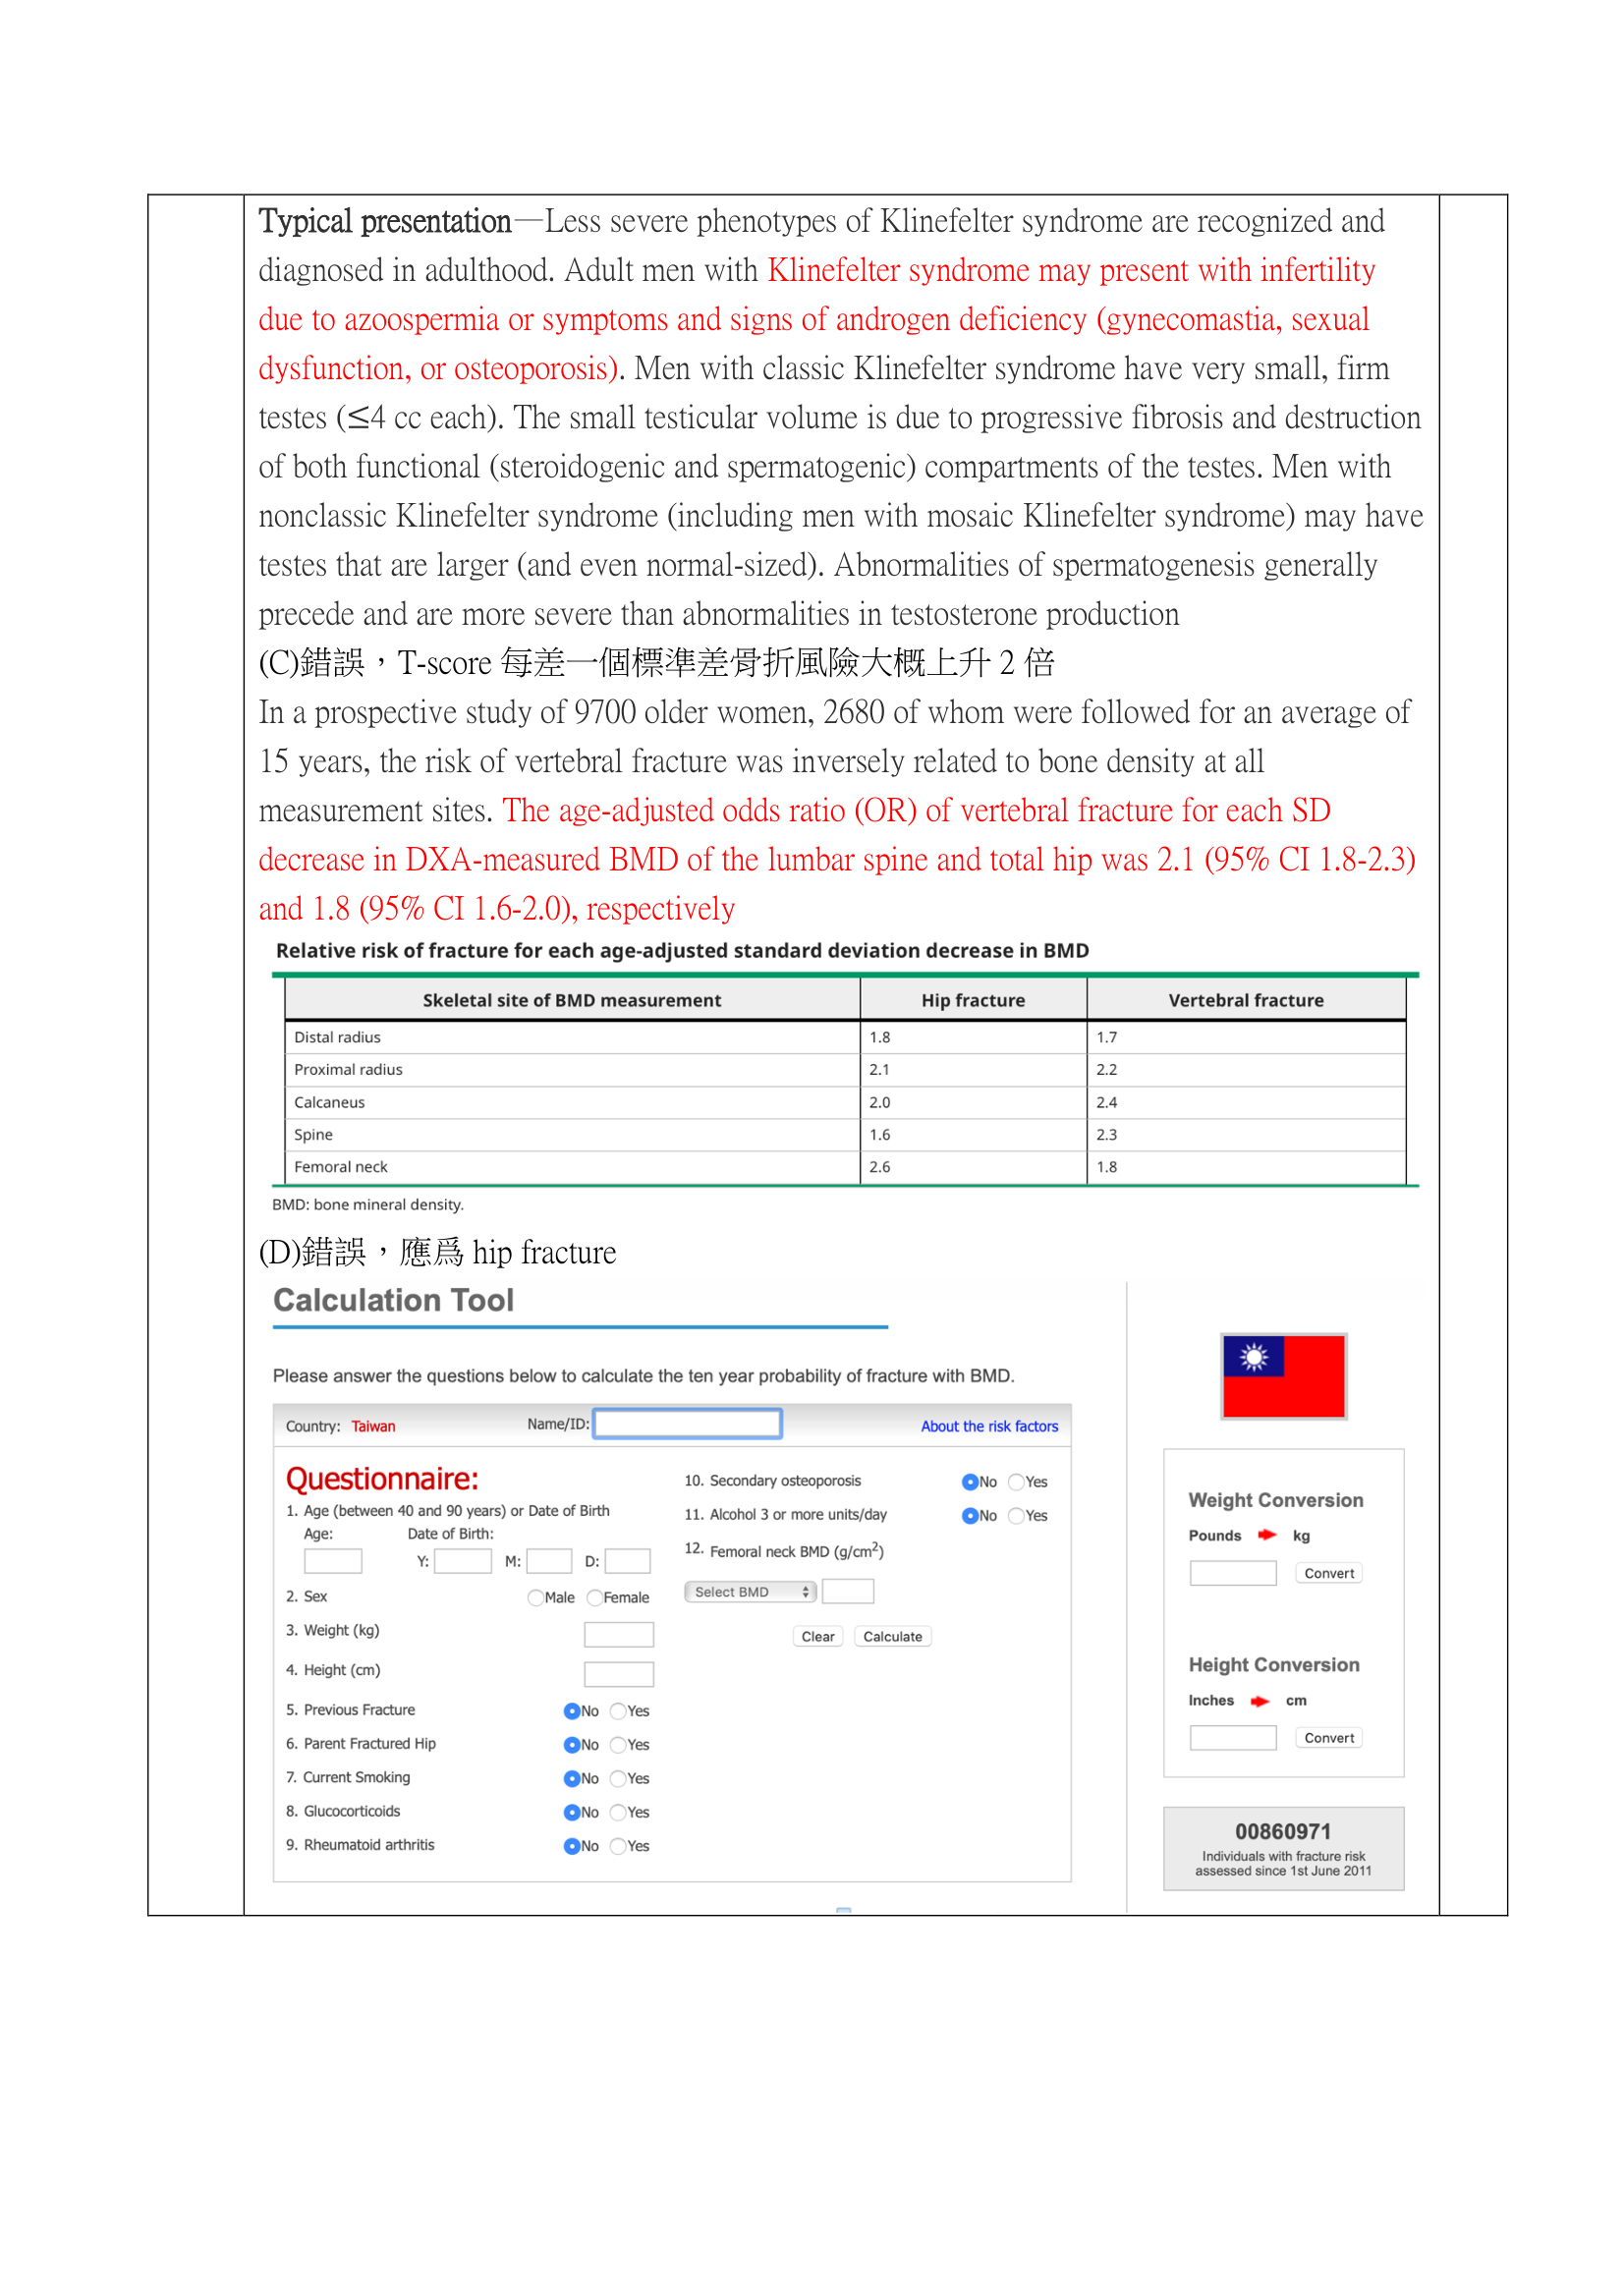 Typical presentation—Less severe phenotypes of Klinefelter syndrome are recognized and
diagnosed in adulthood. Adult men with Klinefelter syndrome may present with infertility
due to azoospermia or symptoms and signs of androgen deficiency (gynecomastia, sexual
dysfunction, or osteoporosis). Men with classic Klinefelter syndrome have very small, firm
testes (≤4 cc each). The small testicular volume is due to progressive fibrosis and destruction
of both functional (steroidogenic and spermatogenic) compartments of the testes. Men with
nonclassic Klinefelter syndrome (including men with mosaic Klinefelter syndrome) may have
testes that are larger (and even normal-sized). Abnormalities of spermatogenesis generally
precede and are more severe than abnormalities in testosterone production
(C)錯誤，T-score 每差一個標準差骨折風險大概上升 2 倍
In a prospective study of 9700 older women, 2680 of whom were followed for an average of
15 years, the risk of vertebral fracture was inversely related to bone density at all
measurement sites. The age-adjusted odds ratio (OR) of vertebral fracture for each SD
decrease in DXA-measured BMD of the lumbar spine and total hip was 2.1 (95% CI 1.8-2.3)
and 1.8 (95% CI 1.6-2.0), respectively
Relative risk of fracture for each age-adjusted standard deviation decrease in BMD
Skeletal site of BMD measurement Hip fracture Vertebral fracture
Distal radius 1.8 1.7
Proximal radius 2.1 2.2
Calcaneus 2.0 2.4
Spine 1.6 2.3
Femoral neck 2.6 1.8
BMD: bone mineral density.
(D)錯誤，應爲 hip fracture
Calculation Tool
Please answer the questions below to calculate the ten year probability of fracture with BMD.
Country: Taiwan Name/ID: About the risk factors
Questionnaire:
1. Age (between 40 and 90 years) or Date of Birth
Age: Date of Birth:
Y: M: D:
2. Sex Male Female
3. Weight (kg)
4. Height (cm)
5. Previous Fracture No Yes
6. Parent Fractured Hip No Yes
7. Current Smoking No Yes
8. Glucocorticoids No Yes
9. Rheumatoid arthritis No Yes
10. Secondary osteoporosis No Yes
11. Alcohol 3 or more units/day No Yes
12. Femoral neck BMD (g/cm²)
Select BMD
Clear Calculate
Weight Conversion
Pounds kg
Convert
Height Conversion
Inches cm
Convert
00860971
Individuals with fracture risk
assessed since 1st June 2011